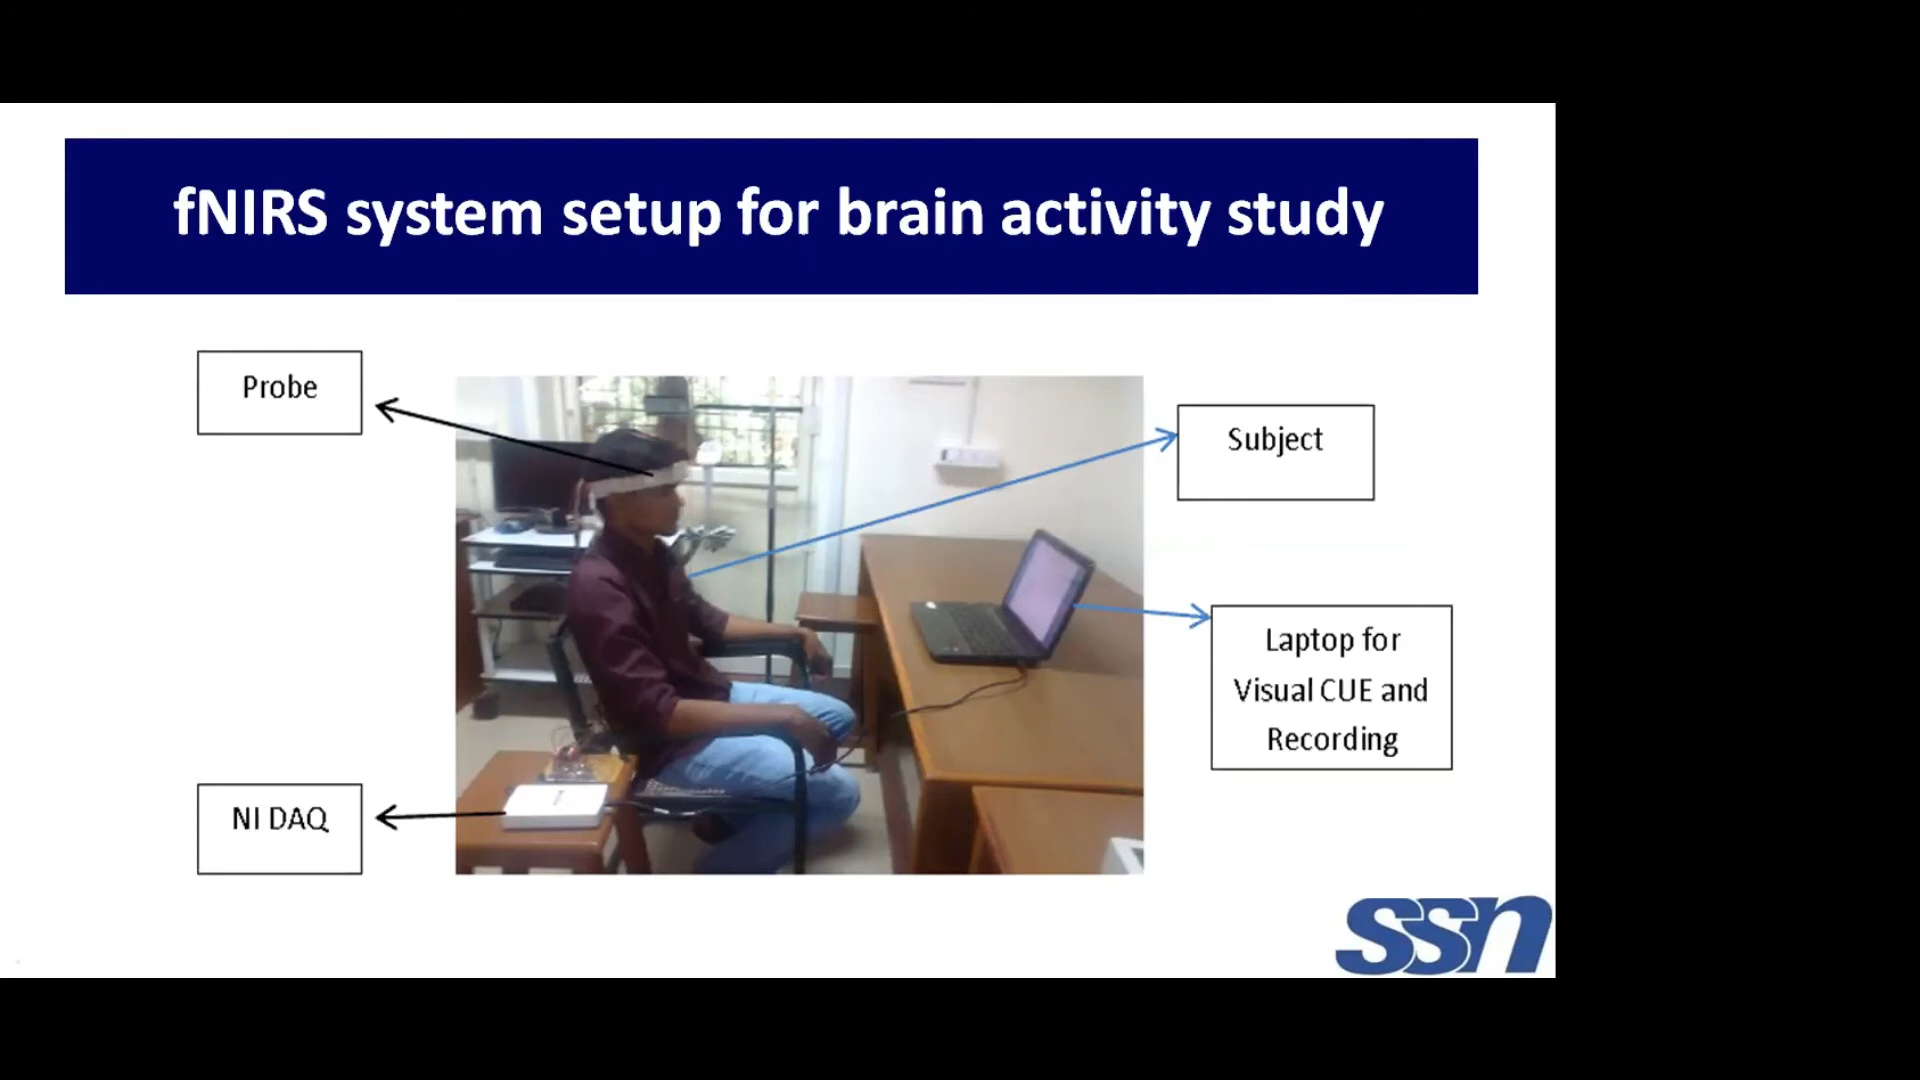 fNIRS system setup for brain activity study
Probe
Subject
Laptop for
Visual CUE and
Recording
NI DAQ
ssn